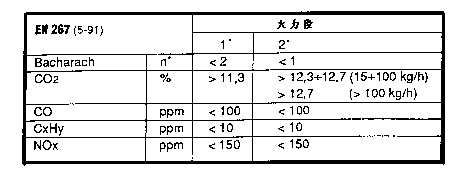 EN 267 (5-91) 火力段
1° 2°
Bacharach n° < 2 < 1
CO2 % > 11,3 > 12,3÷12,7 (15÷100 kg/h)
> 12,7 (> 100 kg/h)
CO ppm < 100 < 100
CxHy ppm < 10 < 10
NOx ppm < 150 < 150